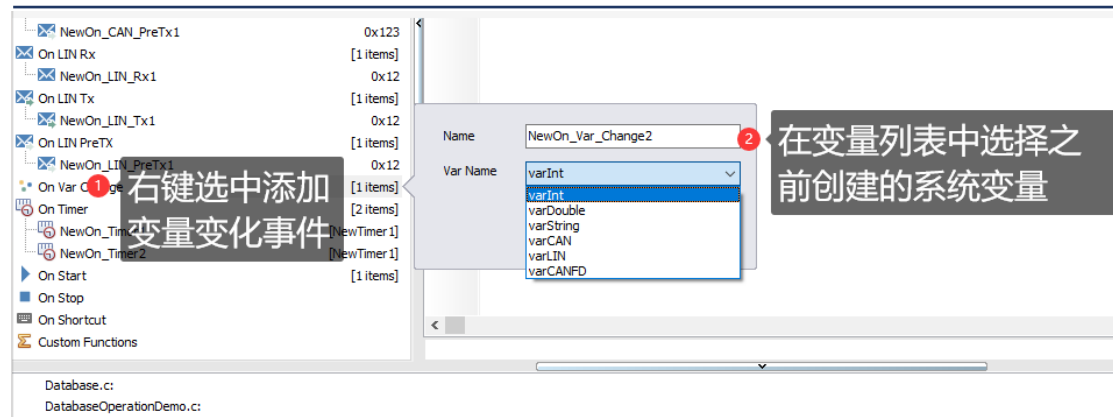 NewOn_CAN_PreTx1 0x123
On LIN Rx [1 items]
NewOn_LIN_Rx1 0x12
On LIN Tx [1 items]
NewOn_LIN_Tx1 0x12
On LIN PreTX [1 items]
NewOn_LIN_PreTx1 0x12
On Var Change [1 items]
On Timer [2 items]
[NewTimer1]
NewOn_Timer2 [NewTimer1]
On Start [1 items]
On Stop
On Shortcut
Custom Functions
1 右键选中添加
变量变化事件
Name NewOn_Var_Change2
Var Name varInt
varInt
varDouble
varString
varCAN
varLIN
varCANFD
2 在变量列表中选择之
前创建的系统变量
Database.c:
DatabaseOperationDemo.c: